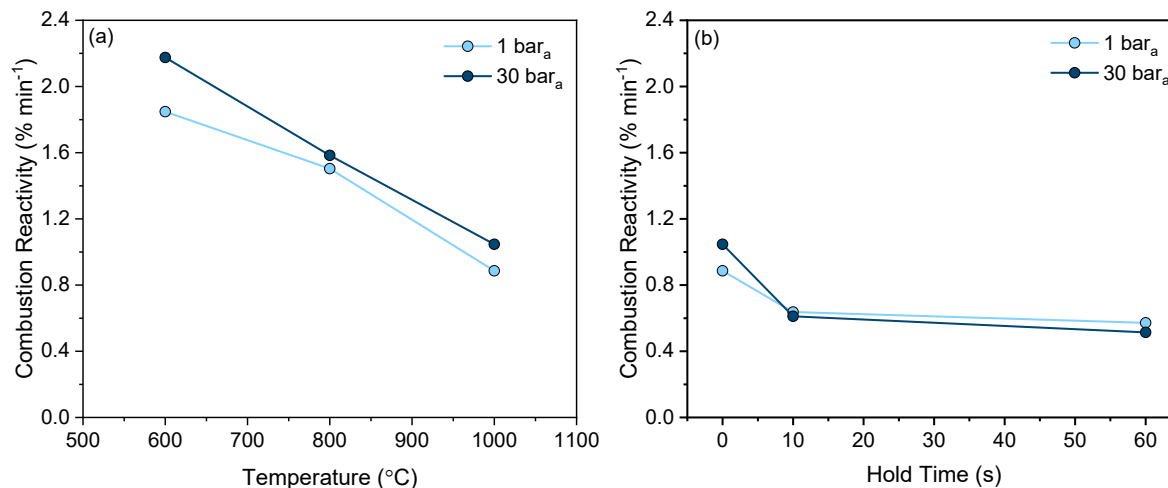 (a)
1 barₐ
30 barₐ
Combustion Reactivity (% min⁻¹)
2.4
2.0
1.6
1.2
0.8
0.4
0.0
500 600 700 800 900 1000 1100
Temperature (°C)
(b)
1 barₐ
30 barₐ
Combustion Reactivity (% min⁻¹)
2.4
2.0
1.6
1.2
0.8
0.4
0.0
0 10 20 30 40 50 60
Hold Time (s)